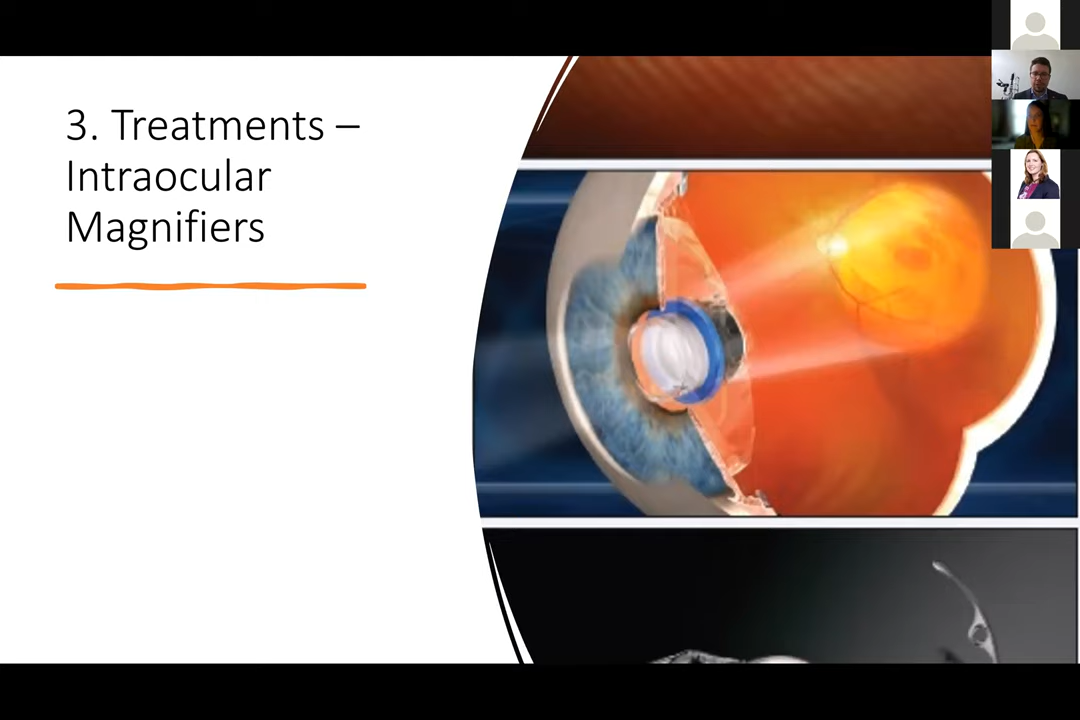 3. Treatments –
Intraocular
Magnifiers